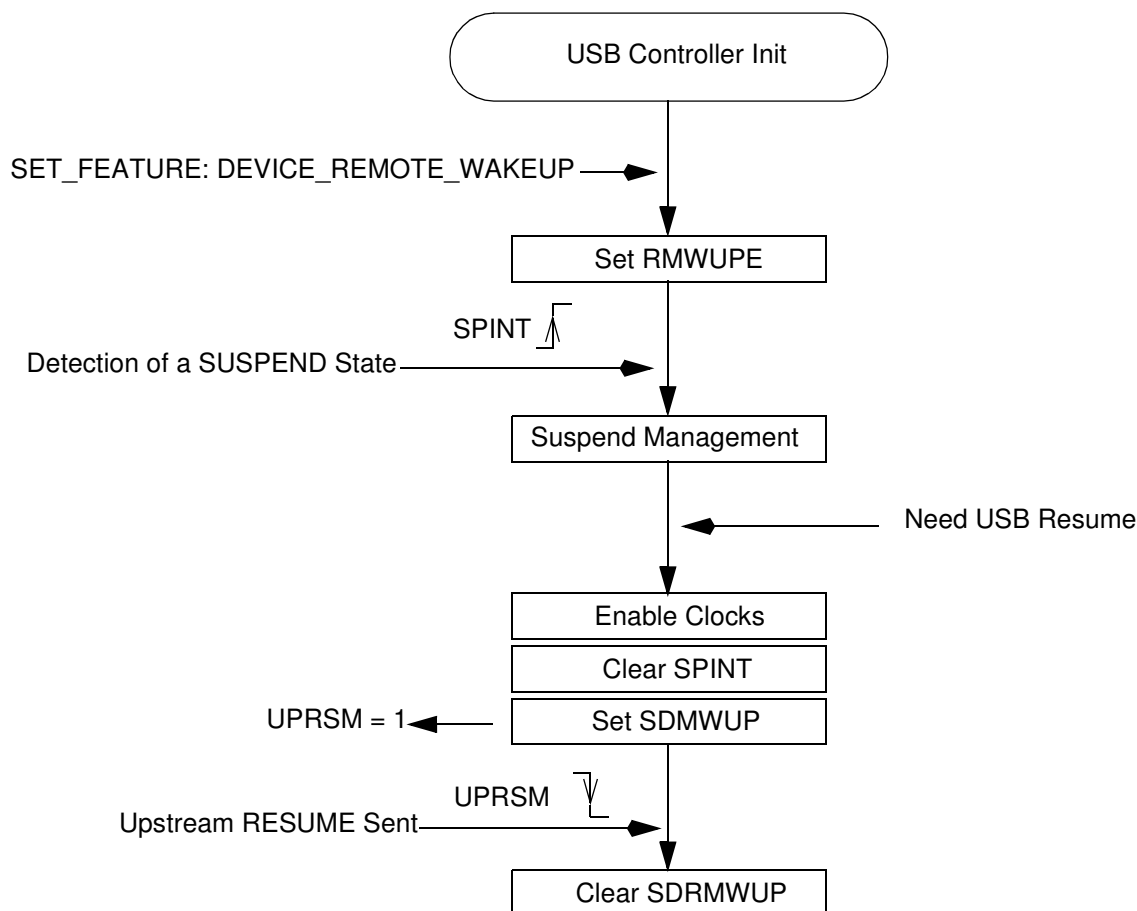 USB Controller Init
SET_FEATURE: DEVICE_REMOTE_WAKEUP
Set RMWUPE
SPINT
Detection of a SUSPEND State
Suspend Management
Need USB Resume
Enable Clocks
Clear SPINT
UPRSM = 1
Set SDMWUP
UPRSM
Upstream RESUME Sent
Clear SDRMWUP